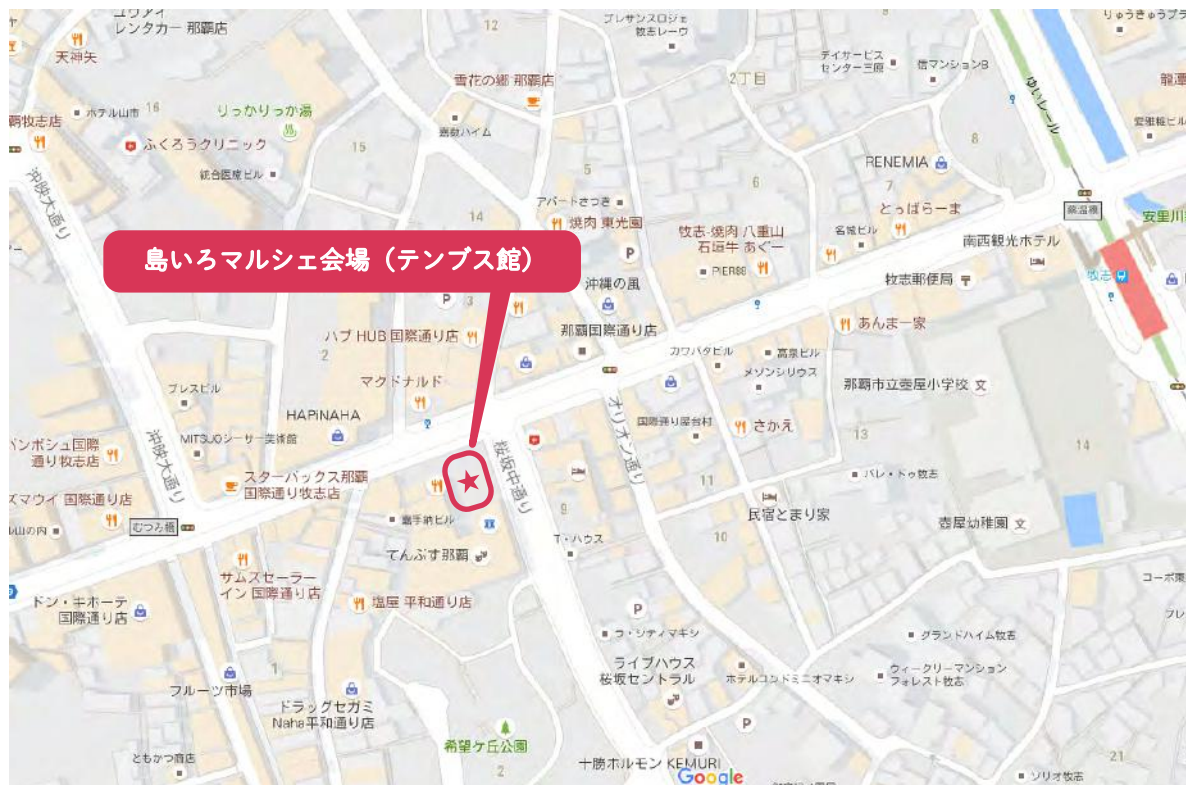 レンタカー 那覇店
天神矢
12
プレサンスロジェ
牧志レーヴ
りゅうきゅうプラ
デイサービス
センター三原
信マンションB
2丁目
雪花の郷 那覇店
ゆいレール
ホテル山市
16
りっかりっか湯
嘉数ハイム
ふくろうクリニック
統合医療ビル
15
沖映大通り
14
5
6
7
8
RENEMIA
アパートさつき
焼肉 東光園
牧志-焼肉 八重山
石垣牛 あぐー
PIER88
とぅばらーま
名城ビル
蔡温橋
安里川
南西観光ホテル
牧志
牧志郵便局
島いろマルシェ会場（テンブス館）
P
3
P
沖縄の風
那覇国際通り店
ハブ HUB 国際通り店
2
あんまー家
カワバタビル
高泉ビル
メゾンシリウス
マクドナルド
プレスビル
HAPiNAHA
MITSUOシーサー美術館
那覇市立壺屋小学校
オリオン通り
国際通り屋台村
さかえ
13
14
沖映大通り
桜坂中通り
スターバックス那覇
国際通り牧志店
通り牧志店
ズマウイ 国際通り店
むつみ橋
11
バレ・ドゥ牧志
民宿とまり家
壺屋幼稚園
嘉手納ビル
9
10
T・ハウス
てんぶす那覇
サムズセーラー
イン 国際通り店
塩屋 平和通り店
ドン・キホーテ
国際通り店
コーポ東
P
ラ・シティマキシ
グランドハイム牧志
1
ライブハウス
桜坂セントラル
ホテルコンドミニオマキシ
ウィークリーマンション
フォレスト牧志
フルーツ市場
ドラッグセガミ
Naha平和通り店
P
希望ケ丘公園
2
ともかつ商店
十勝ホルモン KEMURI
Google
21
ソリオ牧志